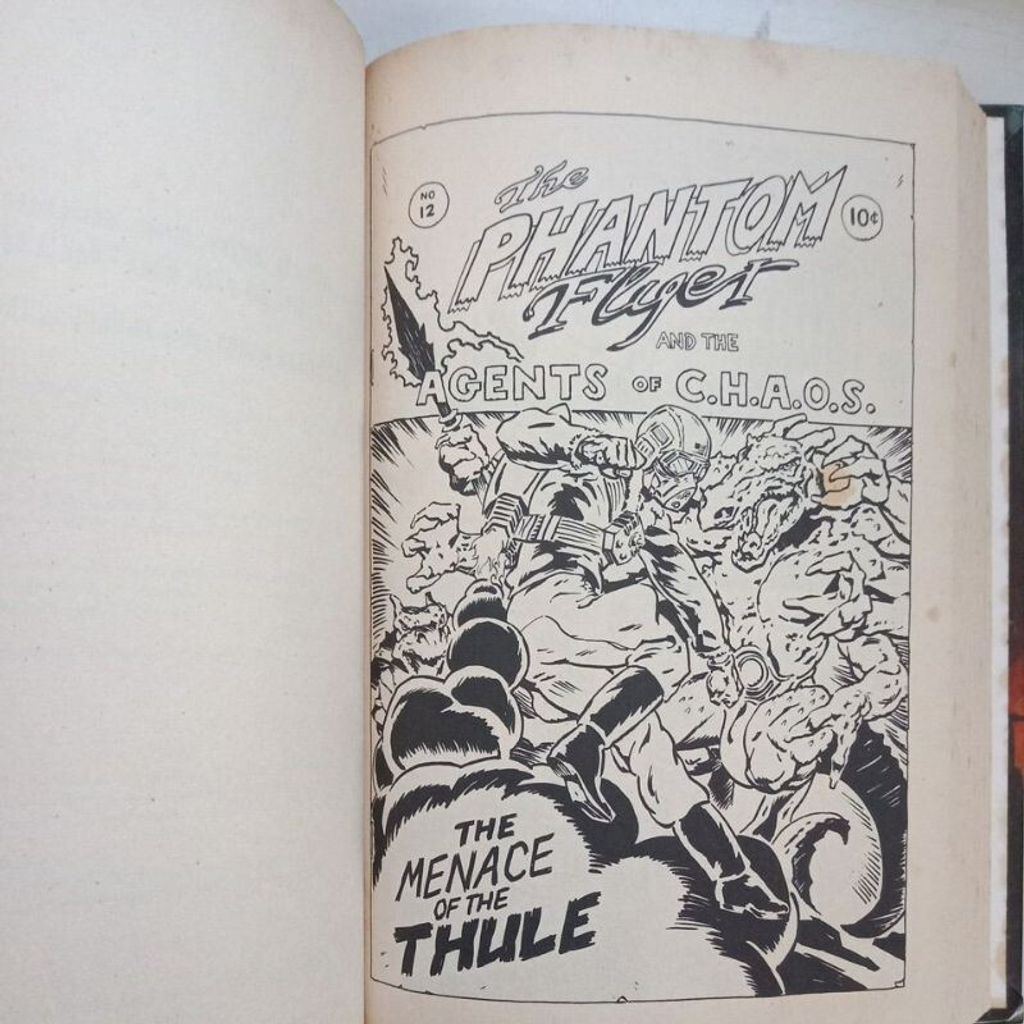 NO
12
The
PHANTOM
10¢
Flyer
AND THE
AGENTS OF C.H.A.O.S.
THE
MENACE
OF THE
THULE